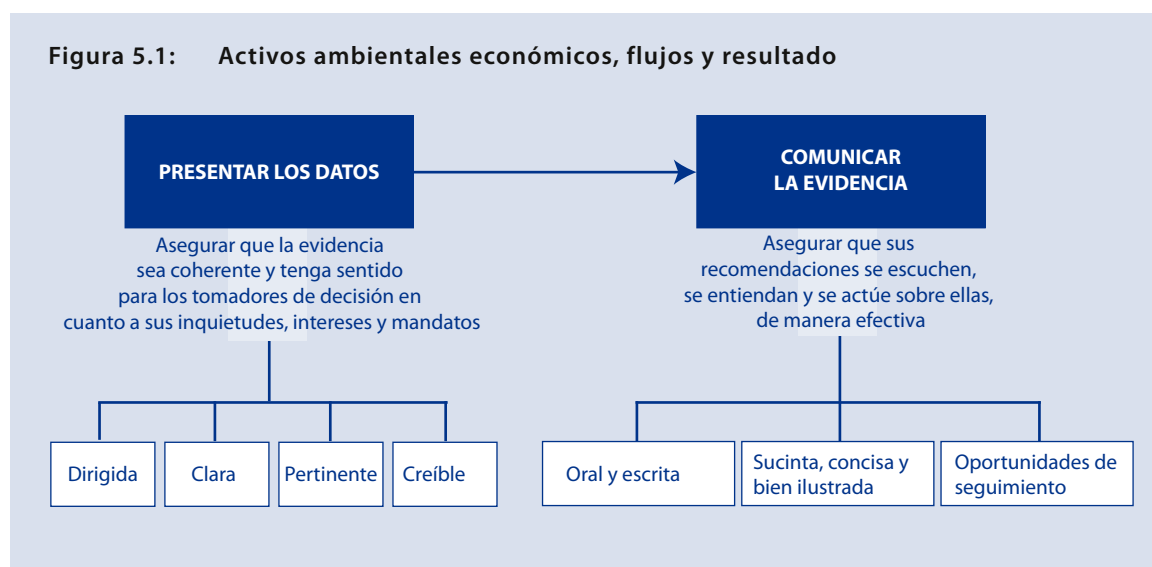 Figura 5.1: Activos ambientales económicos, flujos y resultado
PRESENTAR LOS DATOS
Asegurar que la evidencia
sea coherente y tenga sentido
para los tomadores de decisión en
cuanto a sus inquietudes, intereses y mandatos
Dirigida
Clara
Pertinente
Creíble
COMUNICAR
LA EVIDENCIA
Asegurar que sus
recomendaciones se escuchen,
se entiendan y se actúe sobre ellas,
de manera efectiva
Oral y escrita
Sucinta, concisa y
bien ilustrada
Oportunidades de
seguimiento